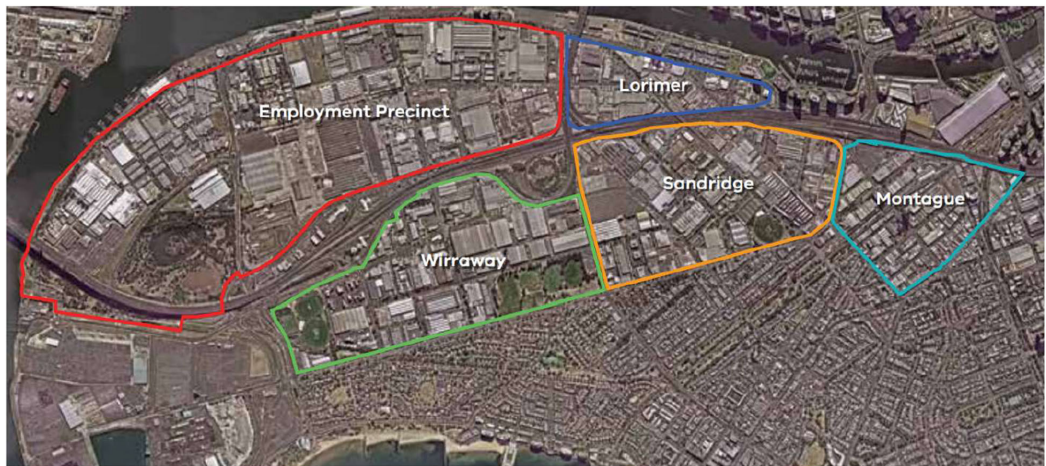 Employment Precinct
Lorimer
Sandridge
Montague
Wirraway